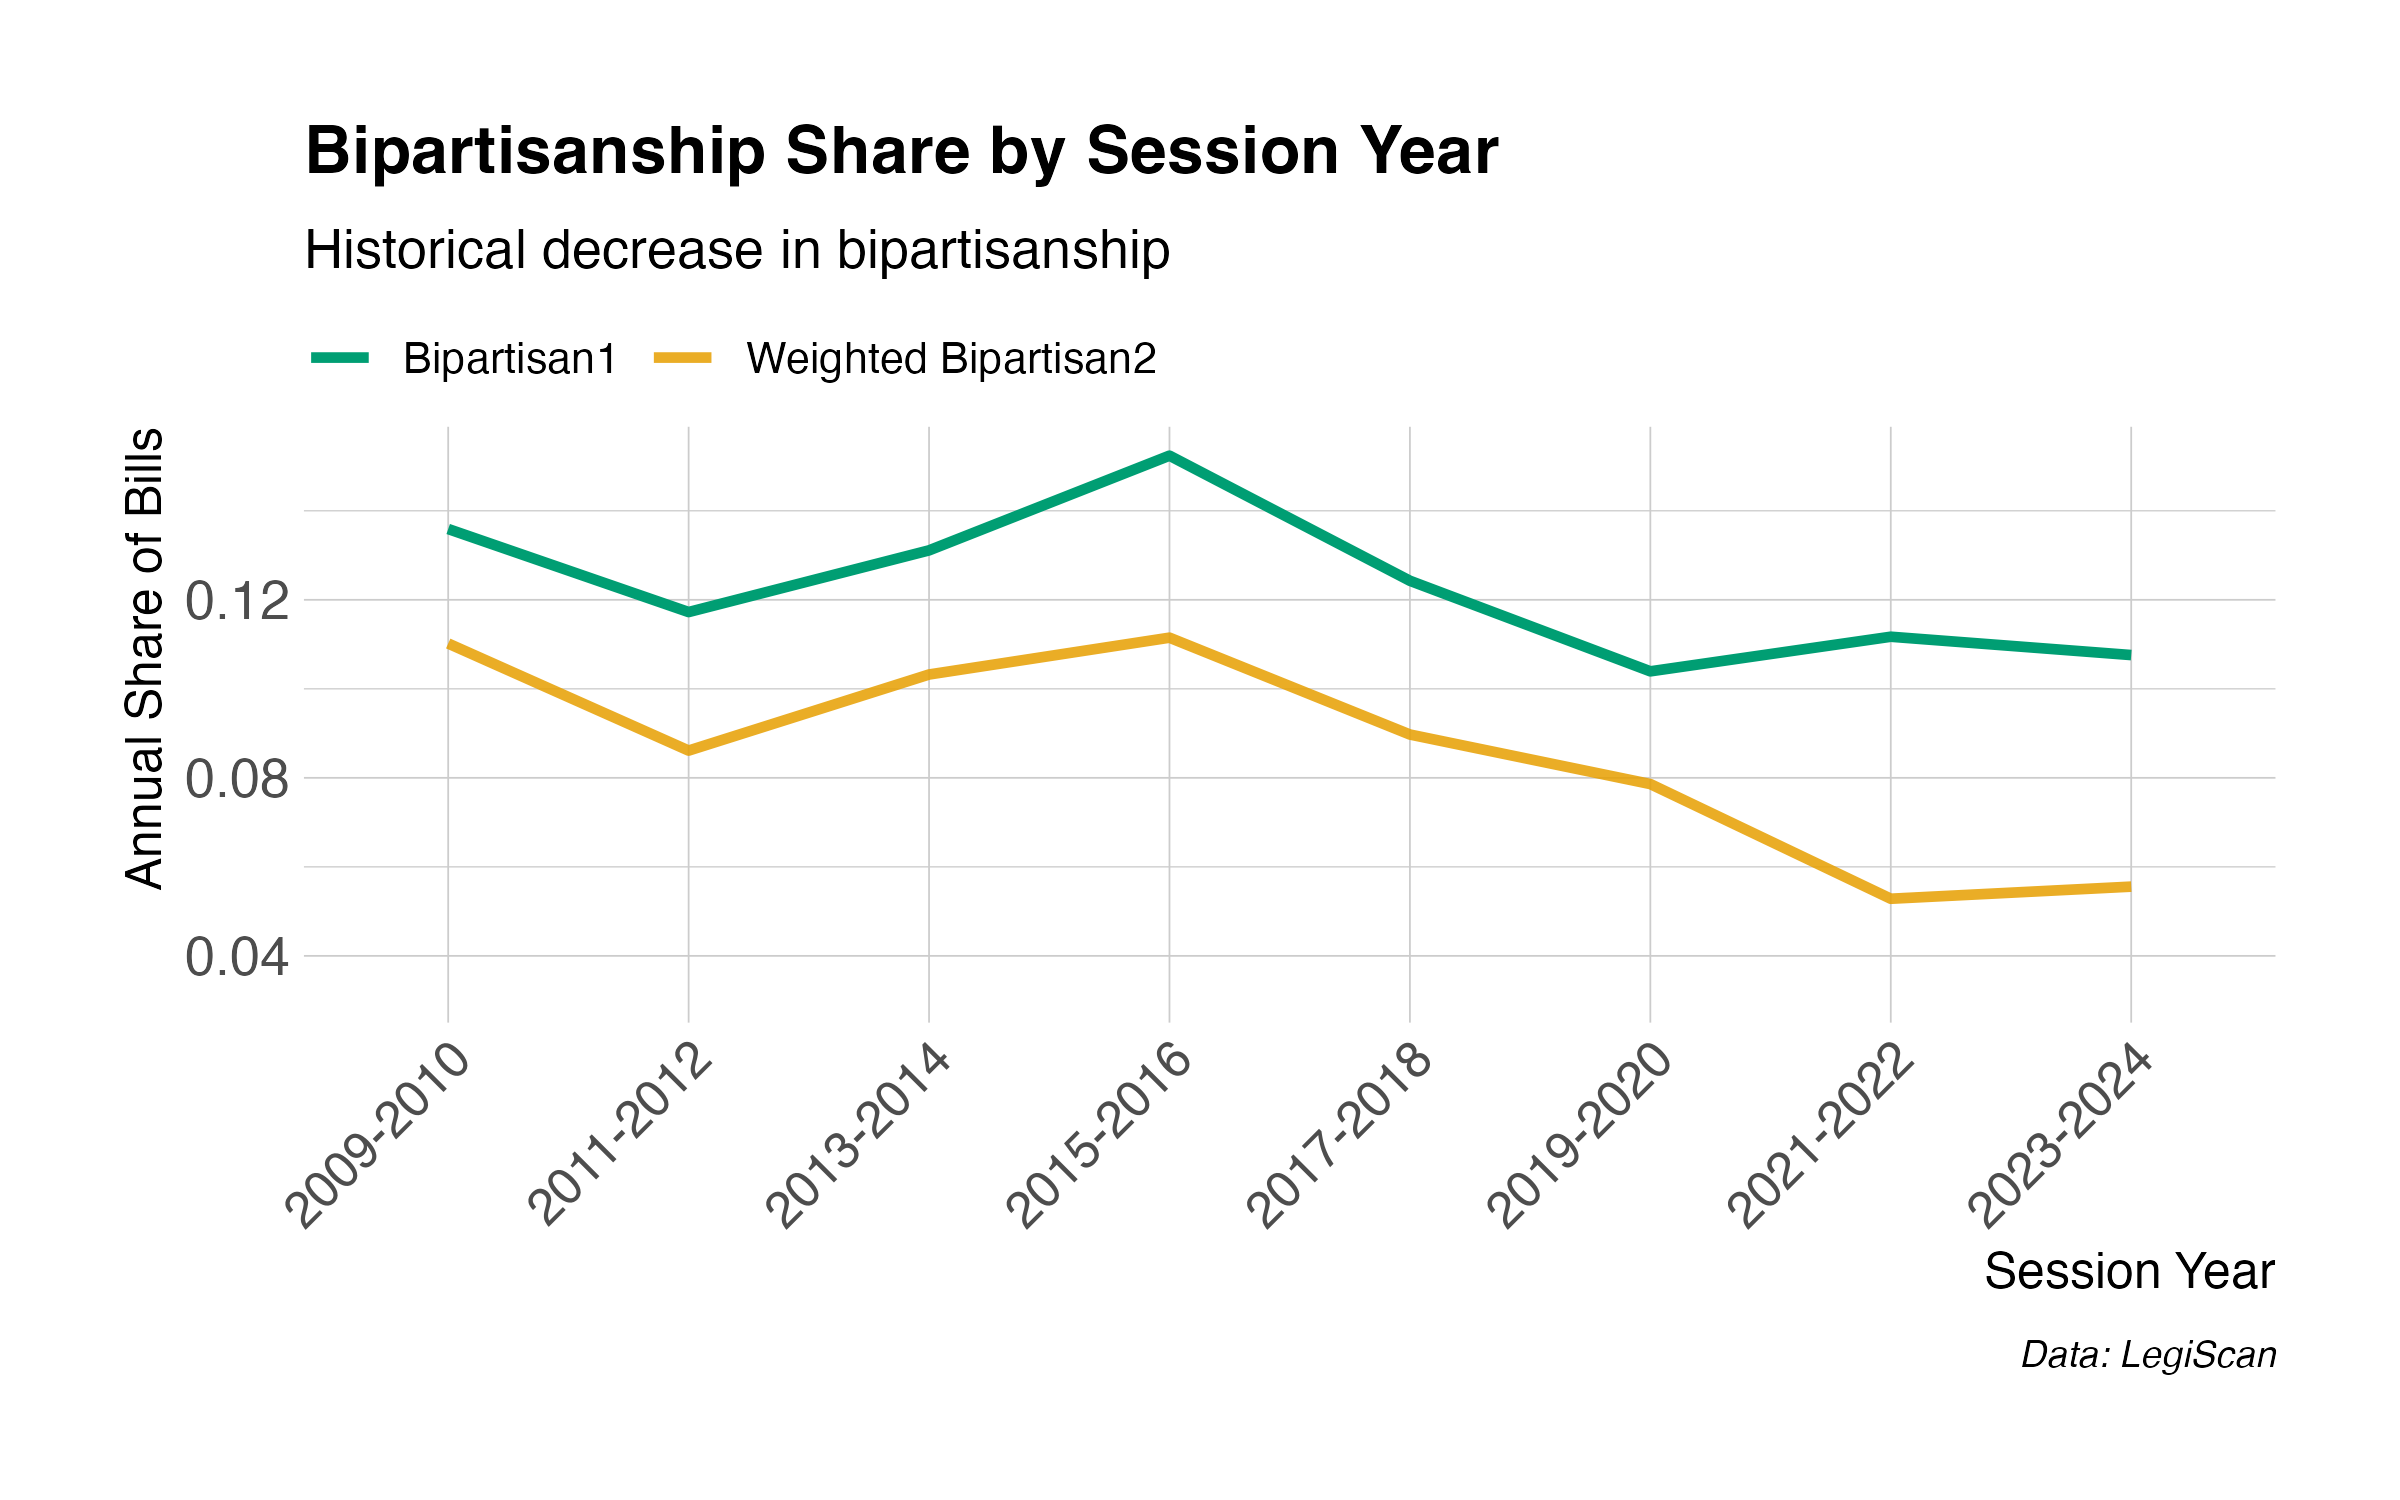 Bipartisanship Share by Session Year
Historical decrease in bipartisanship
Bipartisan1 Weighted Bipartisan2
Annual Share of Bills
0.12
0.08
0.04
2009-2010 2011-2012 2013-2014 2015-2016 2017-2018 2019-2020 2021-2022 2023-2024
Session Year
Data: LegiScan